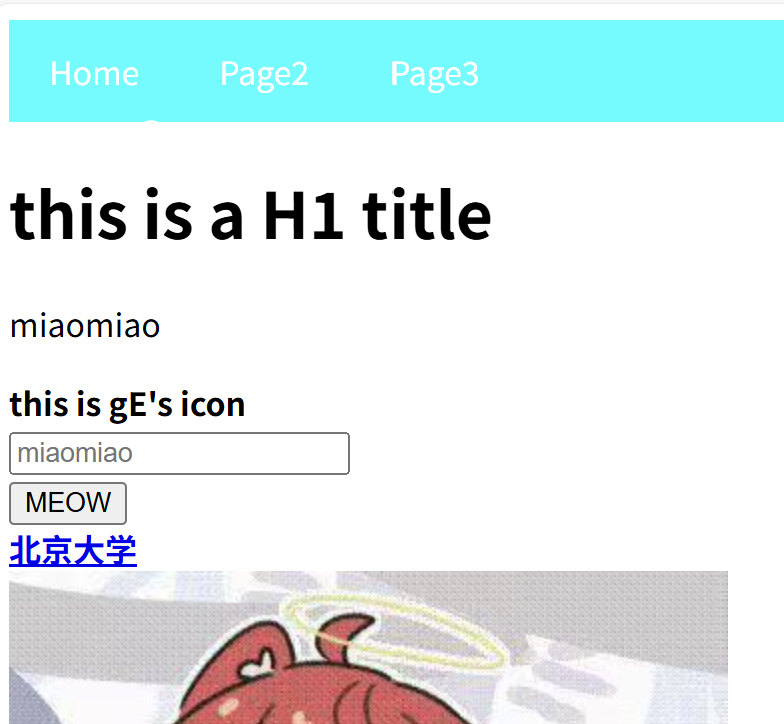 Home Page2 Page3
this is a H1 title
miaomiao
this is gE's icon
miaomiao
MEOW
北京大学